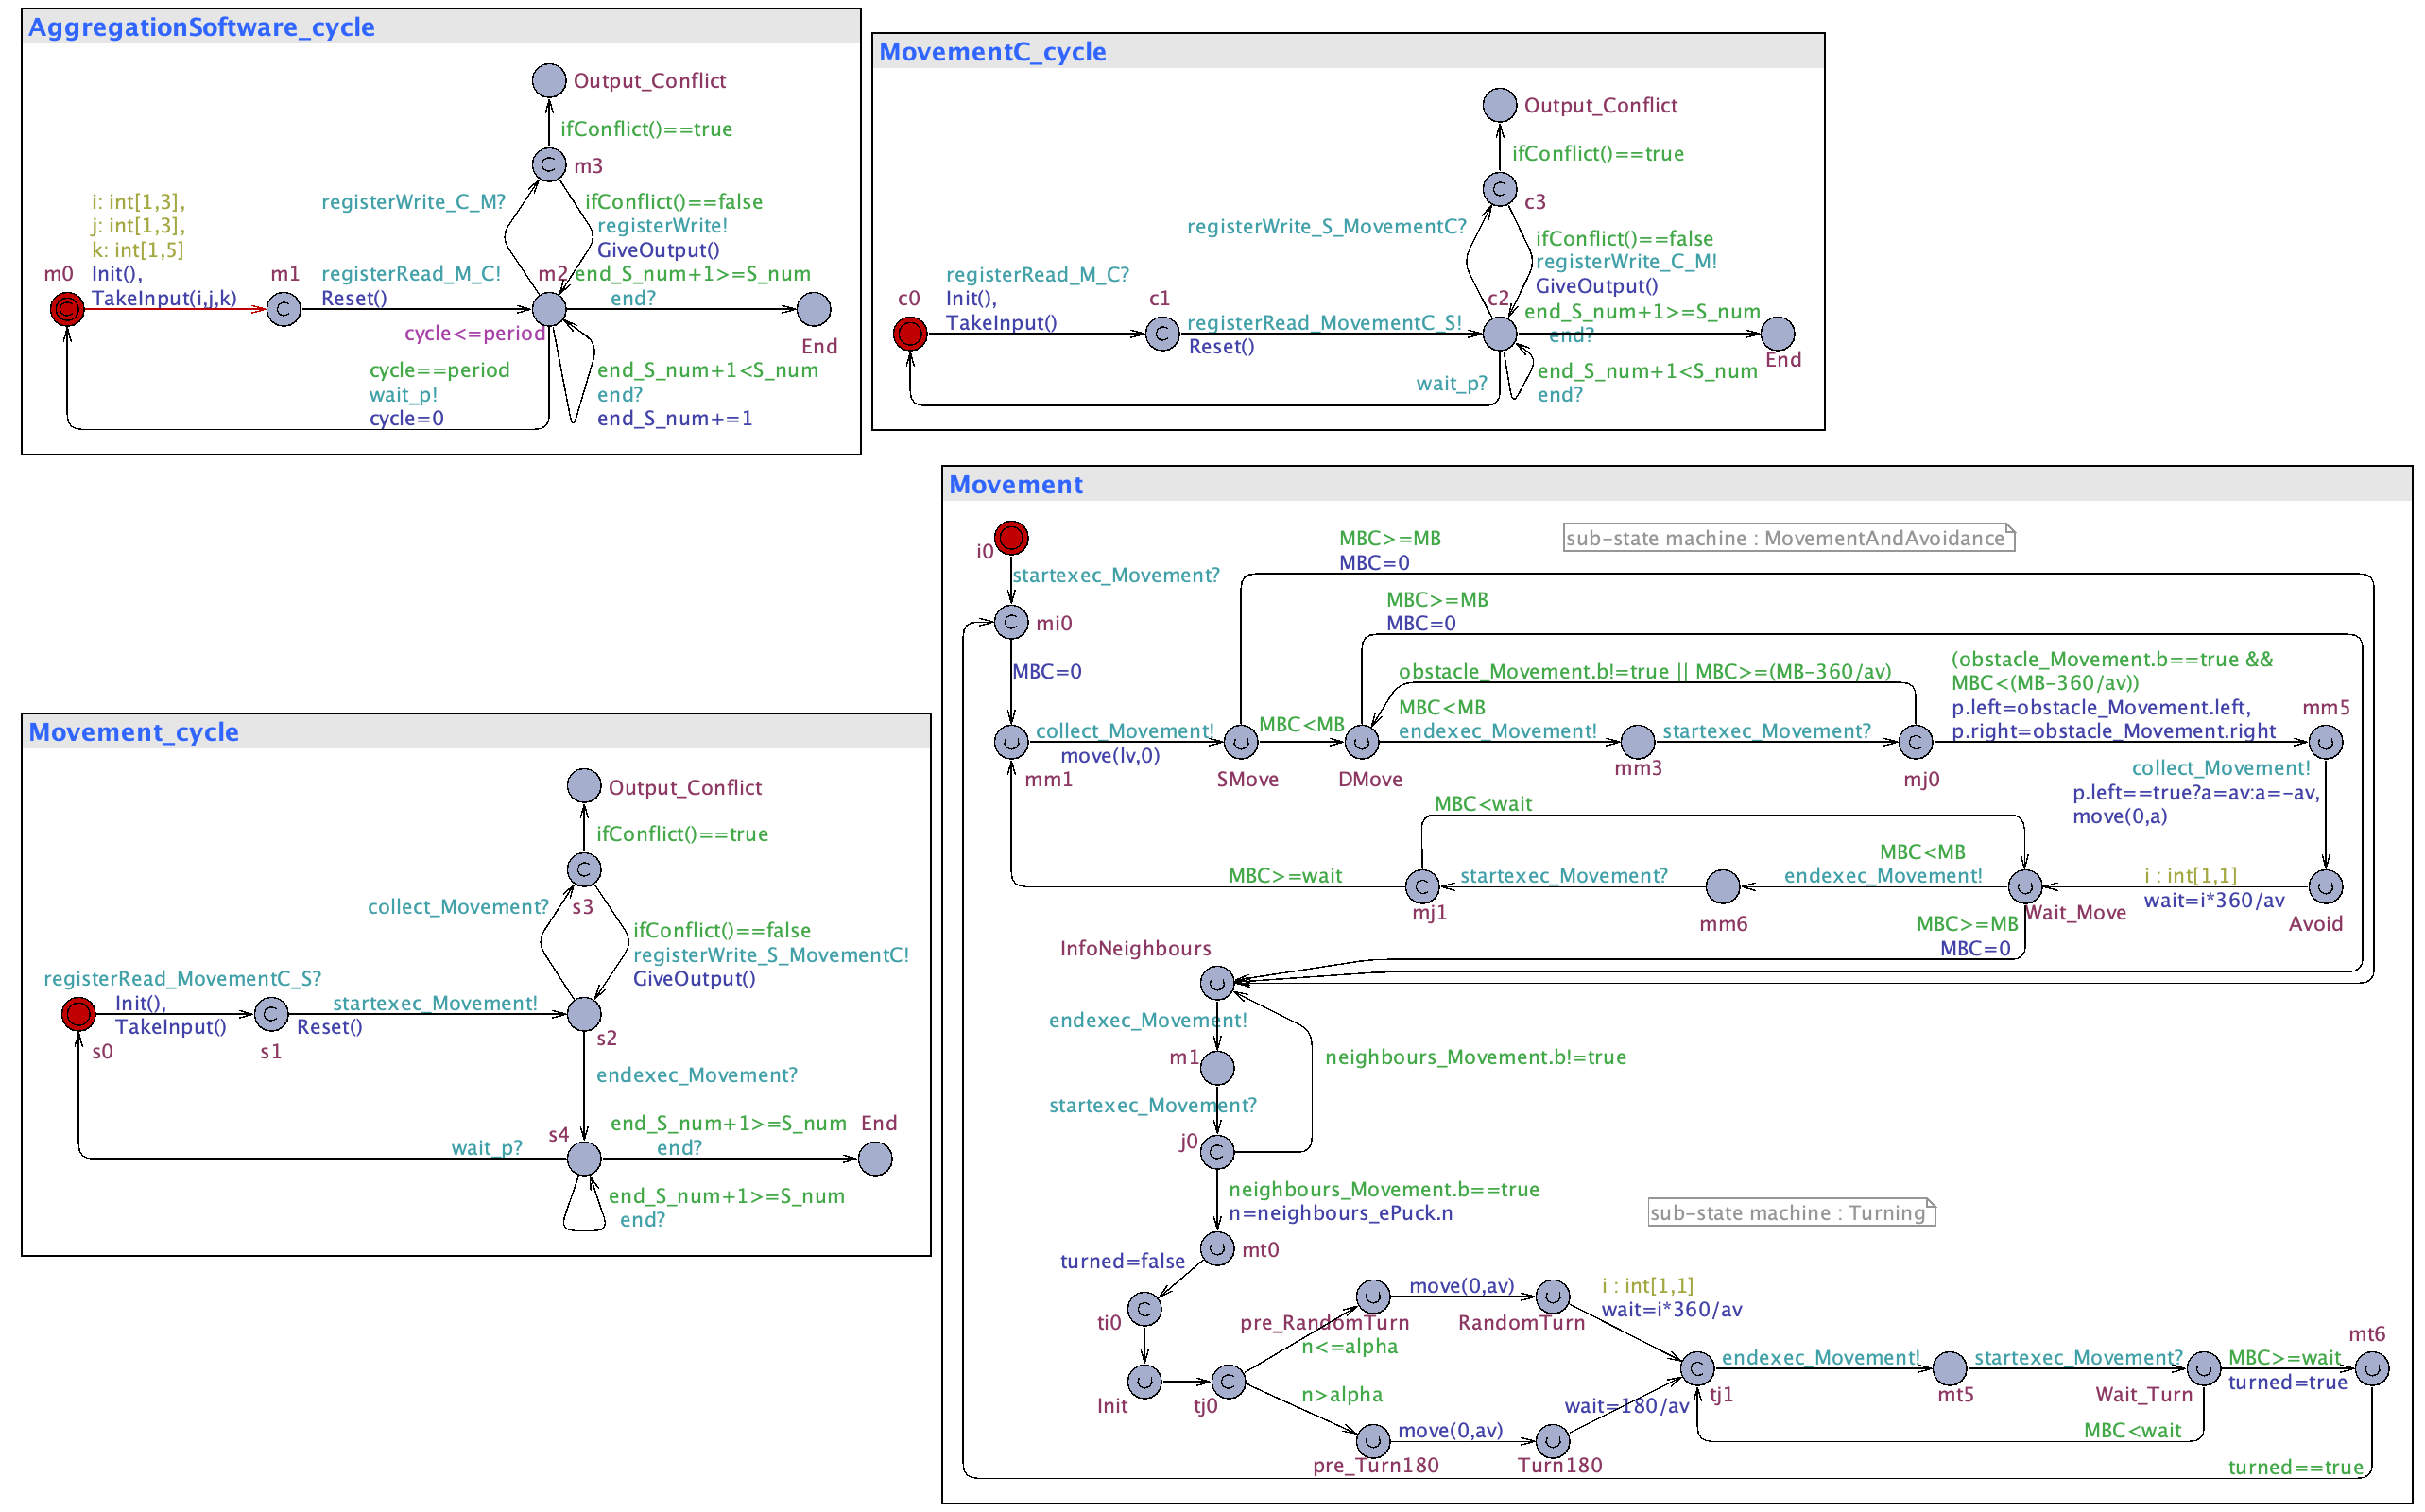 AggregationSoftware_cycle
Output_Conflict
ifConflict()==true
m3
i: int[1,3],
j: int[1,3],
k: int[1,5]
Init(),
TakeInput(i,j,k)
m0
m1
registerWrite_C_M?
registerRead_M_C!
Reset()
ifConflict()==false
registerWrite!
GiveOutput()
m2
end_S_num+1>=S_num
end?
End
cycle<=period
cycle==period
wait_p!
cycle=0
end_S_num+1<S_num
end?
end_S_num+=1
MovementC_cycle
Output_Conflict
ifConflict()==true
c3
registerWrite_S_MovementC?
ifConflict()==false
registerWrite_C_M!
GiveOutput()
c0
registerRead_M_C?
Init(),
TakeInput()
c1
registerRead_MovementC_S!
Reset()
c2
end_S_num+1>=S_num
end?
End
wait_p?
end_S_num+1<S_num
end?
Movement_cycle
Output_Conflict
ifConflict()==true
s3
collect_Movement?
ifConflict()==false
registerWrite_S_MovementC!
GiveOutput()
registerRead_MovementC_S?
Init(),
TakeInput()
s0
s1
startexec_Movement!
Reset()
s2
endexec_Movement?
s4
end_S_num+1>=S_num
end?
End
wait_p?
end_S_num+1>=S_num
end?
Movement
i0
startexec_Movement?
mi0
MBC=0
sub-state machine : MovementAndAvoidance
MBC>=MB
MBC=0
MBC>=MB
MBC=0
obstacle_Movement.b!=true || MBC>=(MB-360/av)
(obstacle_Movement.b==true &&
MBC<(MB-360/av))
p.left=obstacle_Movement.left,
p.right=obstacle_Movement.right
mm5
collect_Movement!
move(lv,0)
mm1
SMove
MBC<MB
DMove
MBC<MB
endexec_Movement!
mm3
startexec_Movement?
mj0
collect_Movement!
p.left==true?a=av:a=-av,
move(0,a)
MBC<wait
MBC>=wait
mj1
startexec_Movement?
mm6
MBC<MB
endexec_Movement!
Wait_Move
i : int[1,1]
wait=i*360/av
Avoid
MBC>=MB
MBC=0
InfoNeighbours
endexec_Movement!
m1
neighbours_Movement.b!=true
startexec_Movement?
j0
neighbours_Movement.b==true
n=neighbours_ePuck.n
sub-state machine : Turning
mt0
turned=false
ti0
Init
tj0
pre_RandomTurn
n<=alpha
move(0,av)
RandomTurn
i : int[1,1]
wait=i*360/av
n>alpha
pre_Turn180
move(0,av)
Turn180
wait=180/av
tj1
endexec_Movement!
mt5
startexec_Movement?
Wait_Turn
MBC>=wait
turned=true
mt6
MBC<wait
turned==true